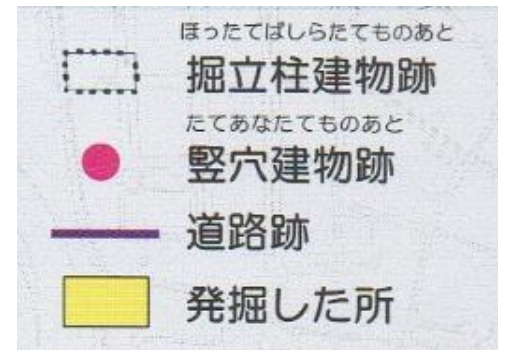 ほったてばしらたてものあと
掘立柱建物跡
たてあなたてものあと
竪穴建物跡
道路跡
発掘した所